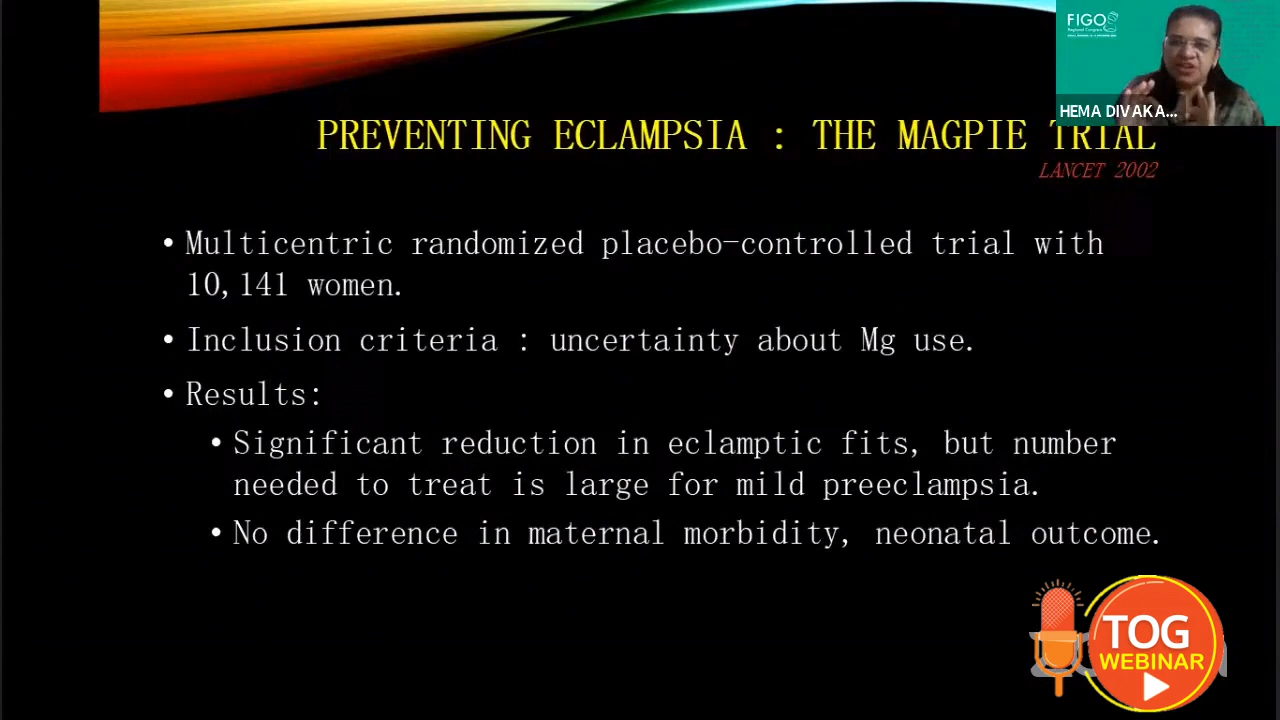 FIGO
HEMA DIVAKA...
PREVENTING ECLAMPSIA : THE MAGPIE TRIAL
LANCET 2002
• Multicentric randomized placebo-controlled trial with
10,141 women.
• Inclusion criteria : uncertainty about Mg use.
• Results:
• Significant reduction in eclamptic fits, but number
needed to treat is large for mild preeclampsia.
• No difference in maternal morbidity, neonatal outcome.
TOG
WEBINAR